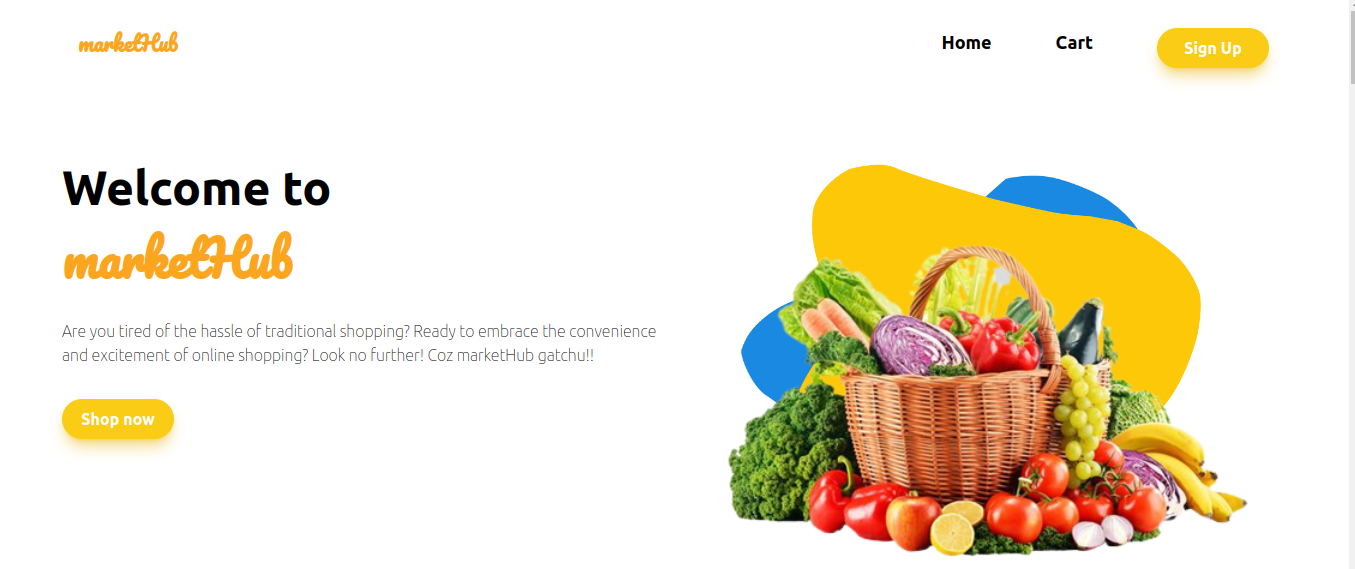 marketHub
Home
Cart
Sign Up
Welcome to
marketHub
Are you tired of the hassle of traditional shopping? Ready to embrace the convenience
and excitement of online shopping? Look no further! Coz marketHub gatchu!!
Shop now